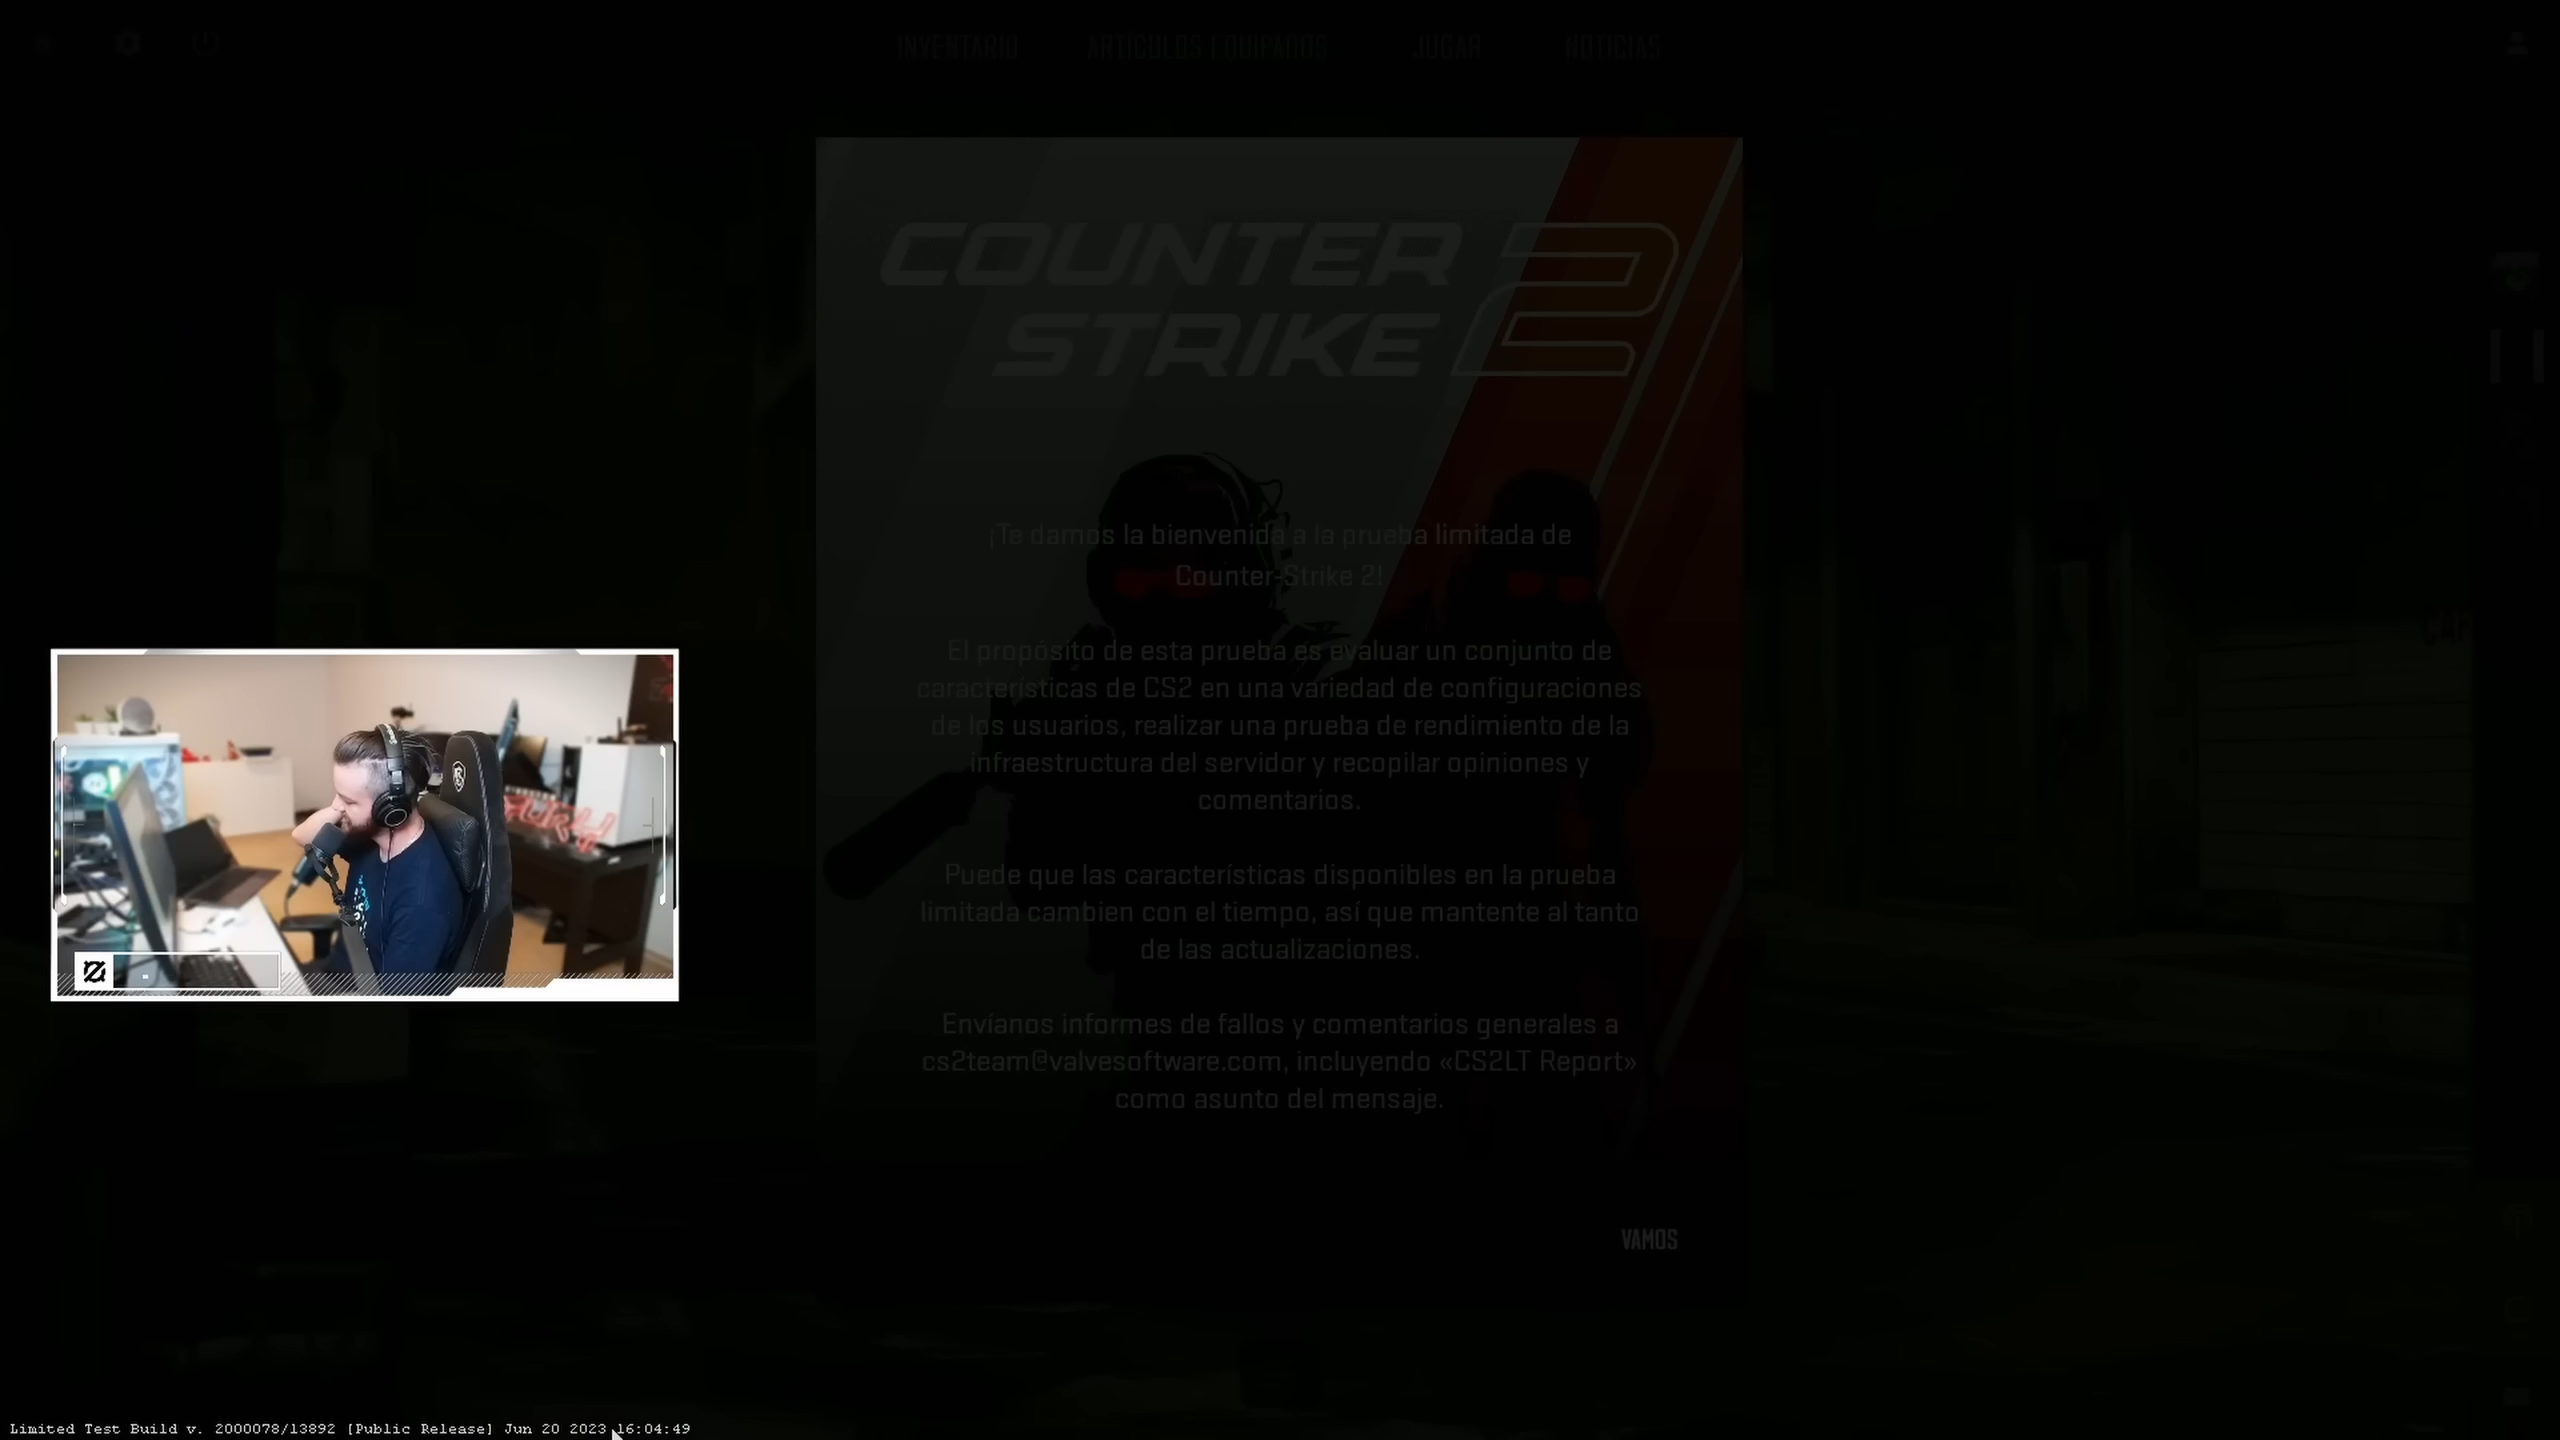 INVENTARIO ARTÍCULOS EQUIPADOS JUGAR NOTICIAS
COUNTER
STRIKE 2
¡Te damos la bienvenida a la prueba limitada de
Counter-Strike 2!
El propósito de esta prueba es evaluar un conjunto de
características de CS2 en una variedad de configuraciones
de los usuarios, realizar una prueba de rendimiento de la
infraestructura del servidor y recopilar opiniones y
comentarios.
Puede que las características disponibles en la prueba
limitada cambien con el tiempo, así que mantente al tanto
de las actualizaciones.
Envíanos informes de fallos y comentarios generales a
cs2team@valvesoftware.com, incluyendo «CS2LT Report»
como asunto del mensaje.
VAMOS
Limited Test Build v. 2000078/13892 [Public Release] Jun 20 2023 16:04:49